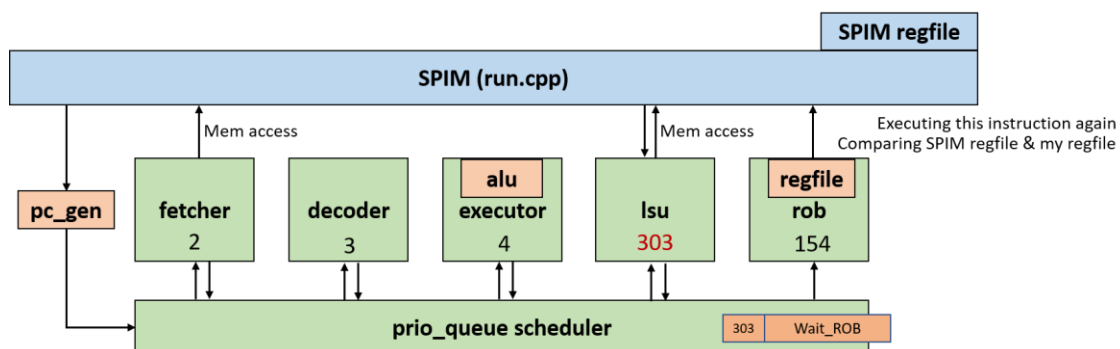 SPIM regfile
SPIM (run.cpp)
Mem access
Mem access
Executing this instruction again
Comparing SPIM regfile & my regfile
pc_gen
fetcher
2
decoder
3
alu
executor
4
lsu
303
regfile
rob
154
prio_queue scheduler
303
Wait_ROB